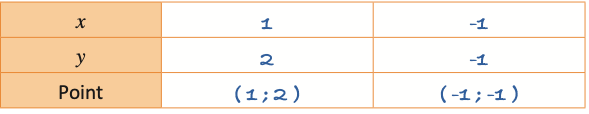 x 1 -1
y 2 -1
Point (1;2) (-1;-1)